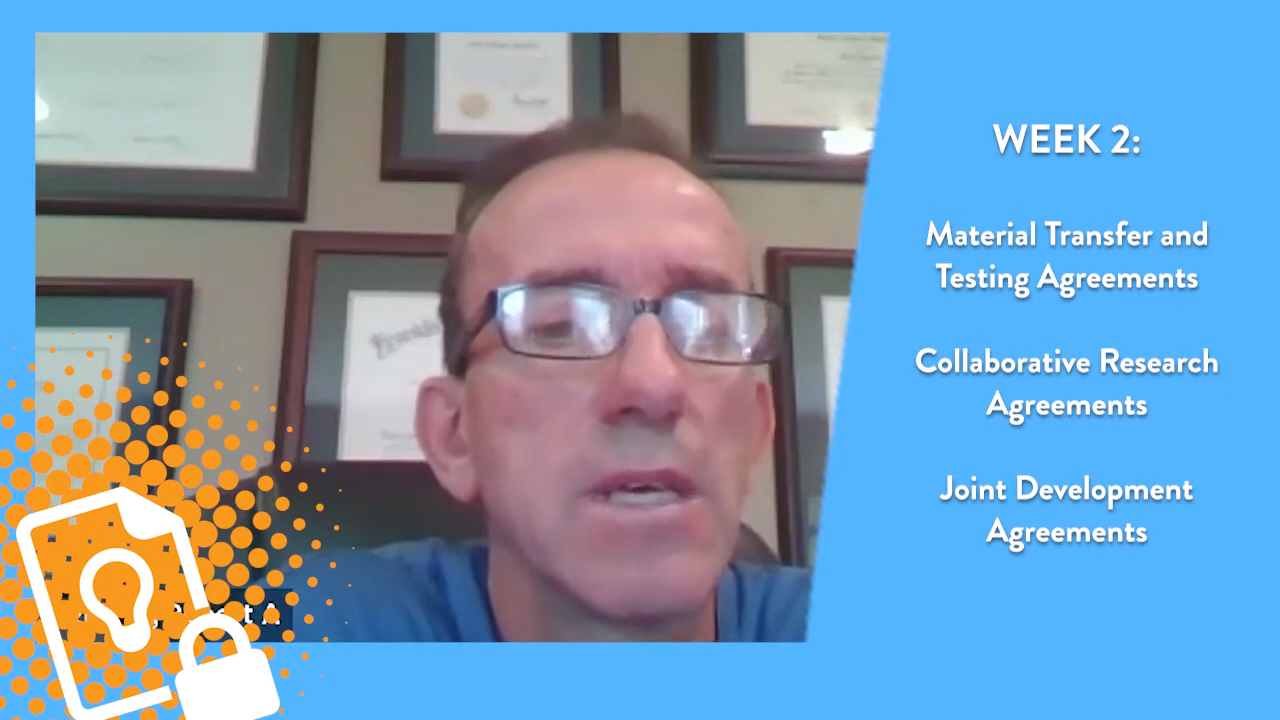 WEEK 2:
Material Transfer and
Testing Agreements
Collaborative Research
Agreements
Joint Development
Agreements